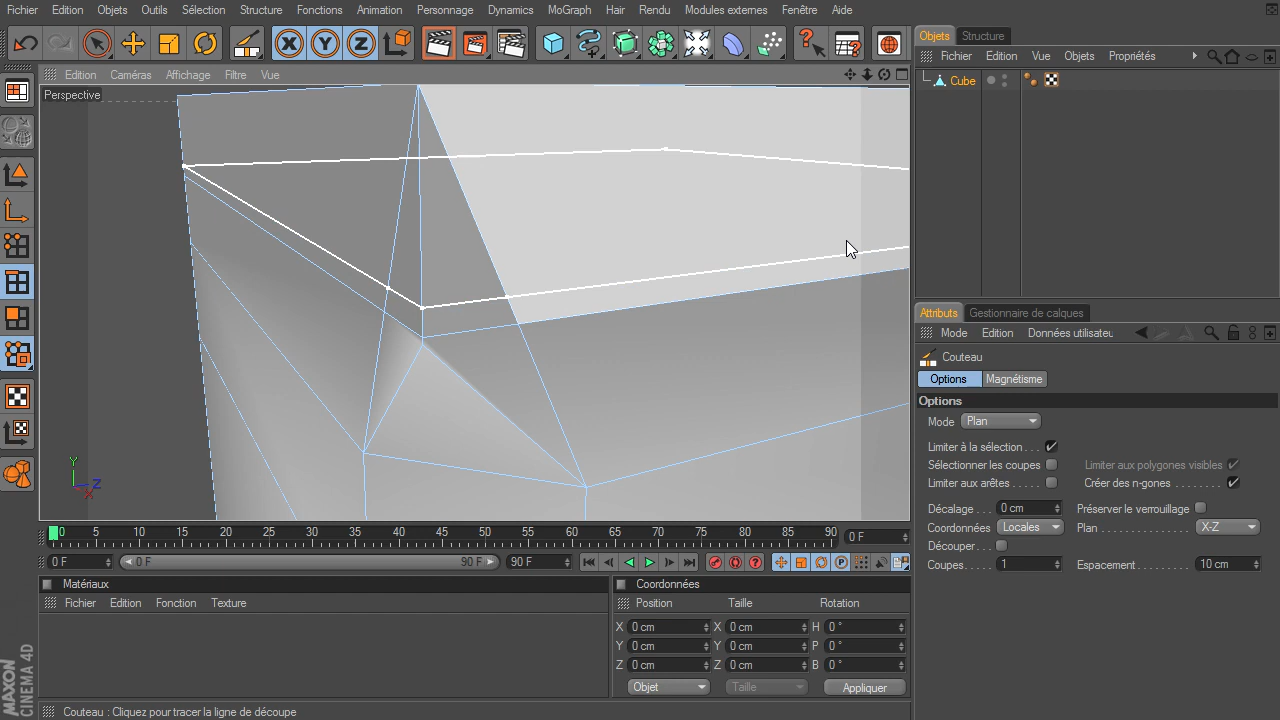 Fichier Edition Objets Outils Sélection Structure Fonctions Animation Personnage Dynamics MoGraph Hair Rendu Modules externes Fenêtre Aide
Edition Caméras Affichage Filtre Vue
Perspective
Objets Structure
Fichier Edition Vue Objets Propriétés
Cube
Attributs Gestionnaire de calques
Mode Edition Données utilisateu
Couteau
Options Magnétisme
Options
Mode Plan
Limiter à la sélection . . .
Sélectionner les coupes Limiter aux polygones visibles
Limiter aux arêtes . . . . . Créer des n-gones . . . . . . . .
Décalage . . . 0 cm Préserver le verrouillage
Coordonnées Locales Plan . . . . . . . . . X-Z
Découper . . .
Coupes . . . . . 1 Espacement . . . . . . . . . 10 cm
X Y Z
Y Z X
0 5 10 15 20 25 30 35 40 45 50 55 60 65 70 75 80 85 90 0 F
0 F 0 F 90 F 90 F
Matériaux
Fichier Edition Fonction Texture
Coordonnées
Position Taille Rotation
X 0 cm X 0 cm H 0 °
Y 0 cm Y 0 cm P 0 °
Z 0 cm Z 0 cm B 0 °
Objet Taille Appliquer
MAXON
CINEMA 4D
Couteau : Cliquez pour tracer la ligne de découpe